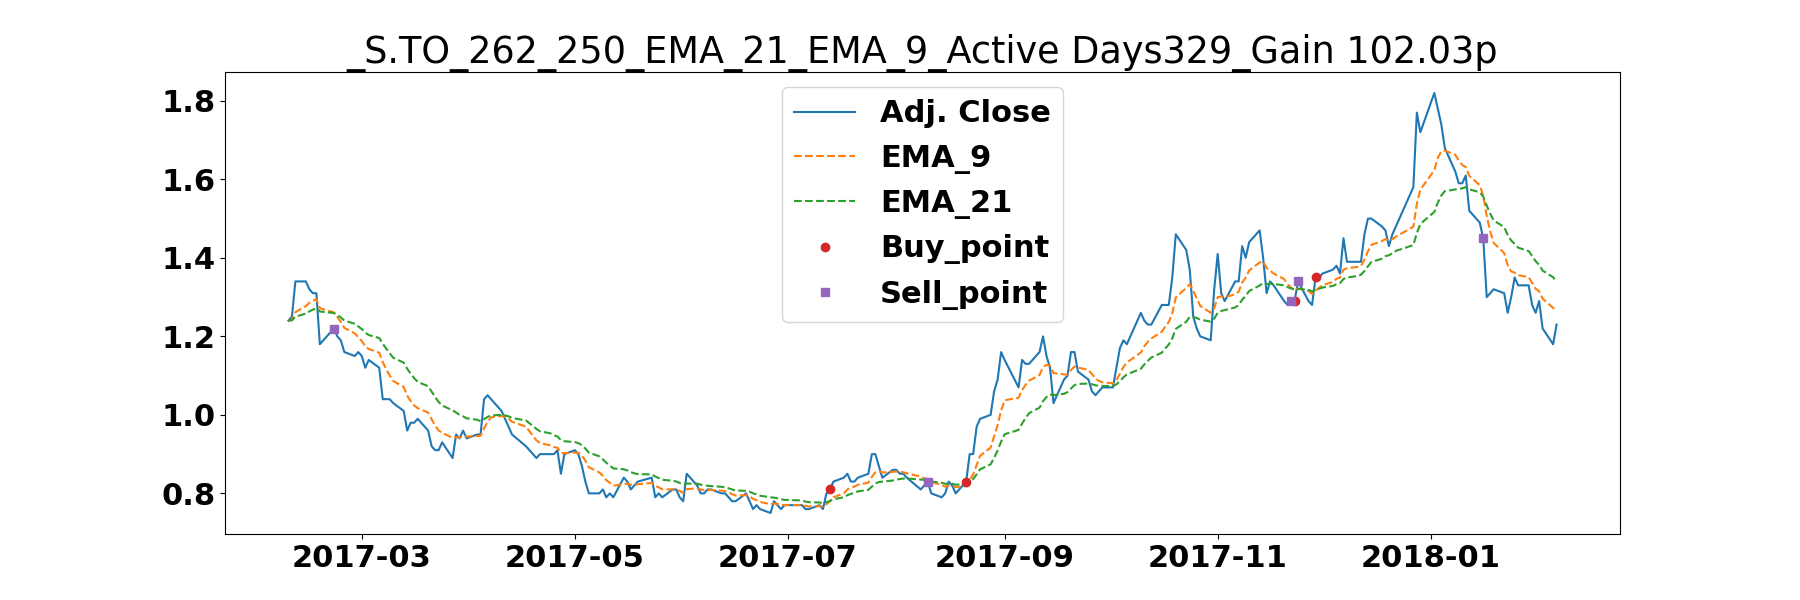 _S.TO_262_250_EMA_21_EMA_9_Active Days329_Gain 102.03p
1.8
1.6
1.4
1.2
1.0
0.8
Adj. Close
EMA_9
EMA_21
Buy_point
Sell_point
2017-03 2017-05 2017-07 2017-09 2017-11 2018-01